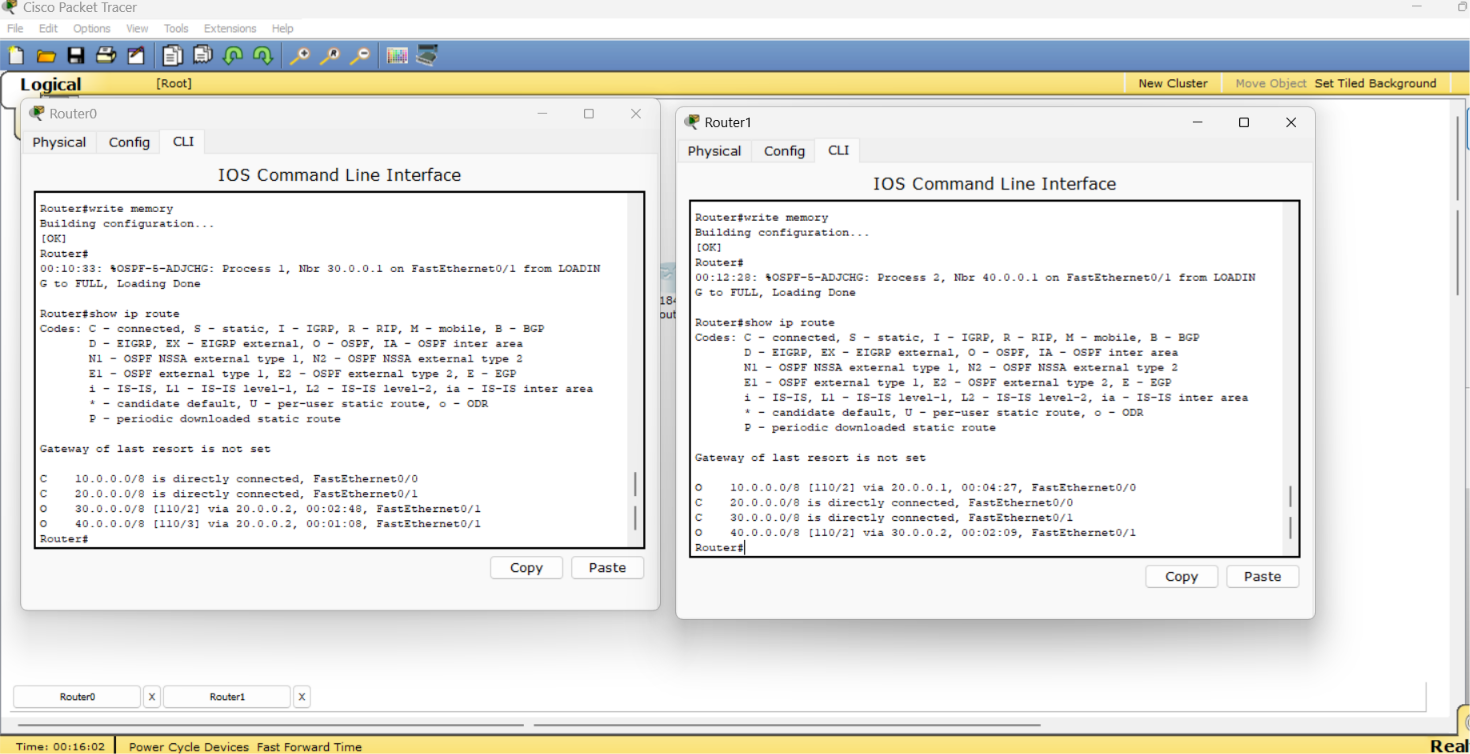 Cisco Packet Tracer
File Edit Options View Tools Extensions Help
Logical [Root] New Cluster Move Object Set Tiled Background
Router0
Physical Config CLI
IOS Command Line Interface
Router#write memory
Building configuration...
[OK]
Router#
00:10:33: %OSPF-5-ADJCHG: Process 1, Nbr 30.0.0.1 on FastEthernet0/1 from LOADIN
G to FULL, Loading Done
Router#show ip route
Codes: C - connected, S - static, I - IGRP, R - RIP, M - mobile, B - BGP
D - EIGRP, EX - EIGRP external, O - OSPF, IA - OSPF inter area
N1 - OSPF NSSA external type 1, N2 - OSPF NSSA external type 2
E1 - OSPF external type 1, E2 - OSPF external type 2, E - EGP
i - IS-IS, L1 - IS-IS level-1, L2 - IS-IS level-2, ia - IS-IS inter area
* - candidate default, U - per-user static route, o - ODR
P - periodic downloaded static route
Gateway of last resort is not set
C 10.0.0.0/8 is directly connected, FastEthernet0/0
C 20.0.0.0/8 is directly connected, FastEthernet0/1
O 30.0.0.0/8 [110/2] via 20.0.0.2, 00:02:48, FastEthernet0/1
O 40.0.0.0/8 [110/3] via 20.0.0.2, 00:01:08, FastEthernet0/1
Router#
Copy Paste
184
out
Router1
Physical Config CLI
IOS Command Line Interface
Router#write memory
Building configuration...
[OK]
Router#
00:12:28: %OSPF-5-ADJCHG: Process 2, Nbr 40.0.0.1 on FastEthernet0/1 from LOADIN
G to FULL, Loading Done
Router#show ip route
Codes: C - connected, S - static, I - IGRP, R - RIP, M - mobile, B - BGP
D - EIGRP, EX - EIGRP external, O - OSPF, IA - OSPF inter area
N1 - OSPF NSSA external type 1, N2 - OSPF NSSA external type 2
E1 - OSPF external type 1, E2 - OSPF external type 2, E - EGP
i - IS-IS, L1 - IS-IS level-1, L2 - IS-IS level-2, ia - IS-IS inter area
* - candidate default, U - per-user static route, o - ODR
P - periodic downloaded static route
Gateway of last resort is not set
O 10.0.0.0/8 [110/2] via 20.0.0.1, 00:04:27, FastEthernet0/0
C 20.0.0.0/8 is directly connected, FastEthernet0/0
C 30.0.0.0/8 is directly connected, FastEthernet0/1
O 40.0.0.0/8 [110/2] via 30.0.0.2, 00:02:09, FastEthernet0/1
Router#
Copy Paste
Router0 X Router1 X
Time: 00:16:02 Power Cycle Devices Fast Forward Time Real